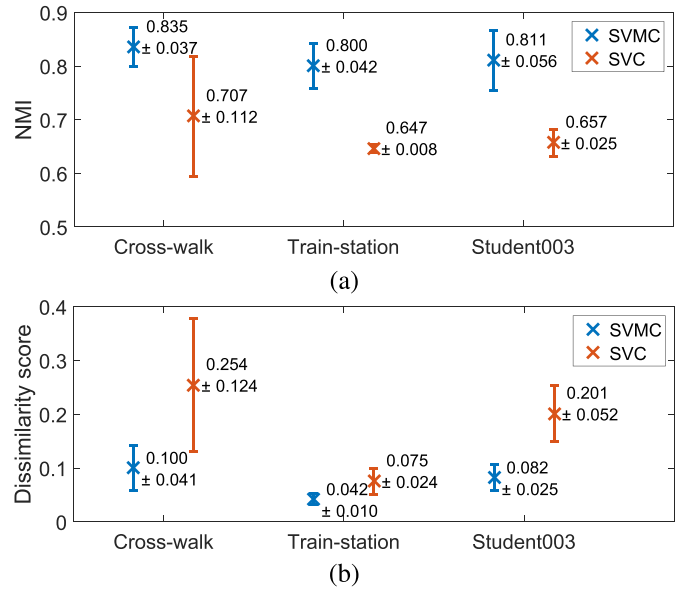 NMI
0.9
0.8
0.7
0.6
0.5
0.835
± 0.037
0.707
± 0.112
0.800
± 0.042
0.647
± 0.008
0.811
± 0.056
0.657
± 0.025
SVMC
SVC
Cross-walk
Train-station
Student003
(a)
Dissimilarity score
0.4
0.3
0.2
0.1
0
0.100
± 0.041
0.254
± 0.124
0.042
± 0.010
0.075
± 0.024
0.082
± 0.025
0.201
± 0.052
SVMC
SVC
Cross-walk
Train-station
Student003
(b)